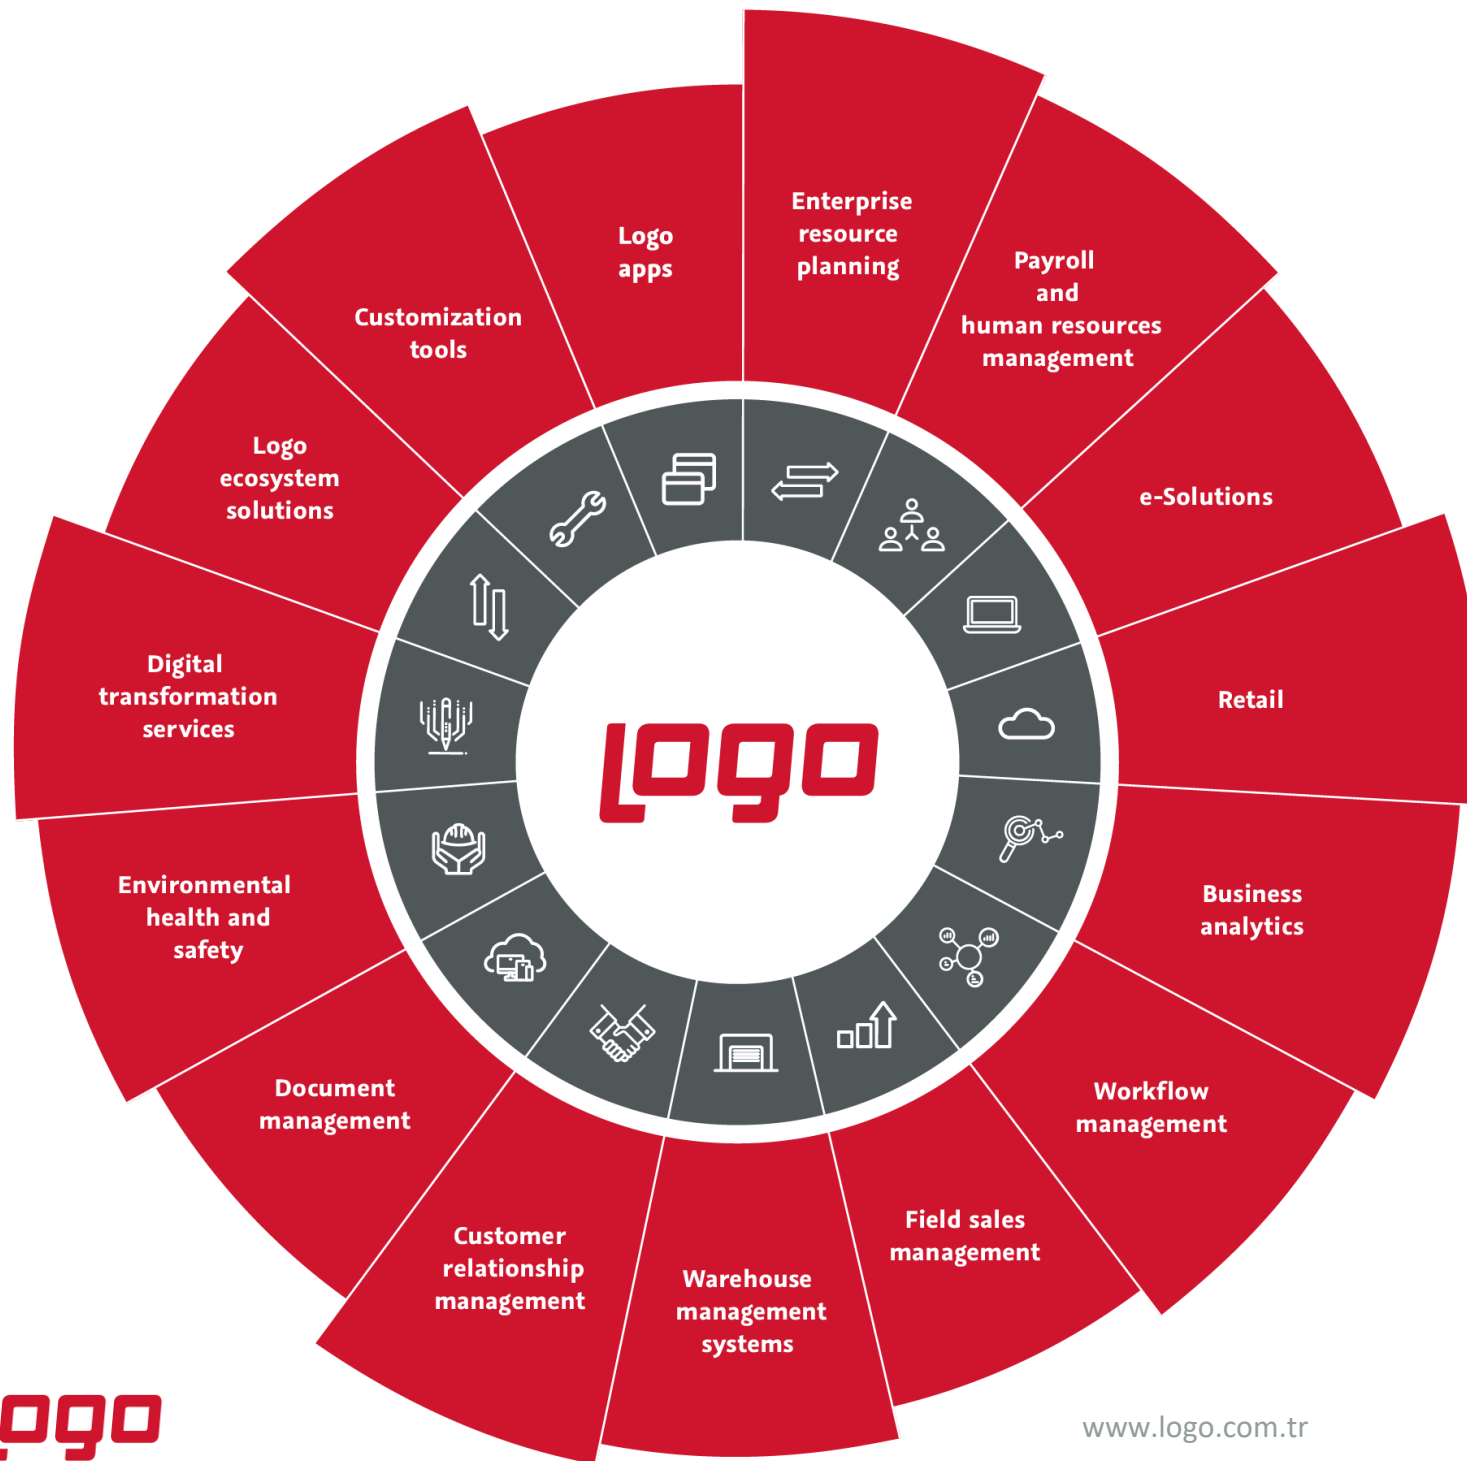 Enterprise
resource
planning
Payroll
and
human resources
management
e-Solutions
Retail
Business
analytics
Workflow
management
Field sales
management
Warehouse
management
systems
Customer
relationship
management
Document
management
Environmental
health and
safety
Digital
transformation
services
Logo
ecosystem
solutions
Customization
tools
Logo
apps
logo
logo
www.logo.com.tr